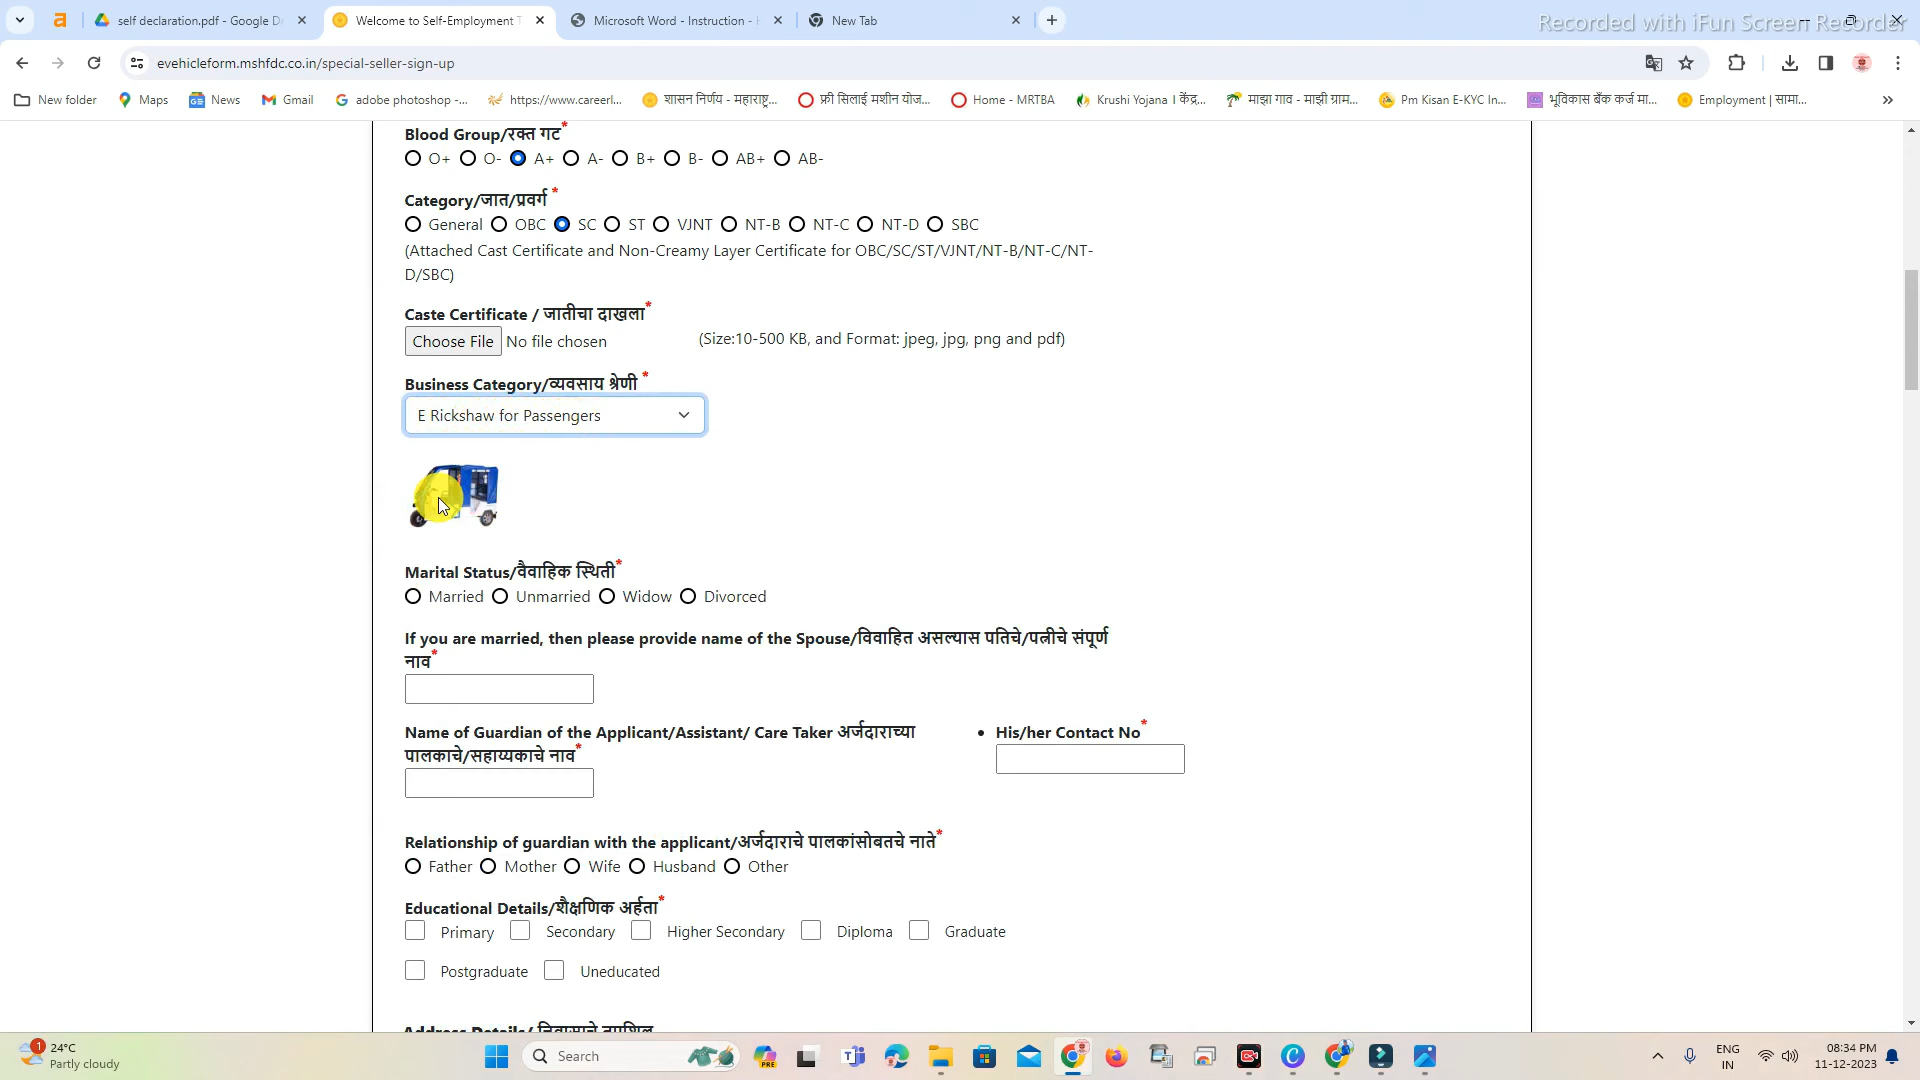 self declaration.pdf - Google D
Welcome to Self-Employment T
Microsoft Word - Instruction -
New Tab
Recorded with iFun Screen Recorder
evehicleform.mshfdc.co.in/special-seller-sign-up
New folder
Maps
News
Gmail
adobe photoshop -...
https://www.careerl...
शासन निर्णय - महाराष्ट्र...
फ्री सिलाई मशीन योज...
Home - MRTBA
Krushi Yojana । केंद्र...
माझा गाव - माझी ग्राम...
Pm Kisan E-KYC In...
भूविकास बँक कर्ज मा...
Employment | सामा...
Blood Group/रक्त गट*
O+ O- A+ A- B+ B- AB+ AB-
Category/जात/प्रवर्ग *
General OBC SC ST VJNT NT-B NT-C NT-D SBC
(Attached Cast Certificate and Non-Creamy Layer Certificate for OBC/SC/ST/VJNT/NT-B/NT-C/NT-
D/SBC)
Caste Certificate / जातीचा दाखला*
Choose File No file chosen (Size:10-500 KB, and Format: jpeg, jpg, png and pdf)
Business Category/व्यवसाय श्रेणी *
E Rickshaw for Passengers
Marital Status/वैवाहिक स्थिती*
Married Unmarried Widow Divorced
If you are married, then please provide name of the Spouse/विवाहित असल्यास पतिचे/पत्नीचे संपूर्ण
नाव*
Name of Guardian of the Applicant/Assistant/ Care Taker अर्जदाराच्या
पालकाचे/सहाय्यकाचे नाव*
• His/her Contact No*
Relationship of guardian with the applicant/अर्जदाराचे पालकांसोबतचे नाते*
Father Mother Wife Husband Other
Educational Details/शैक्षणिक अर्हता*
Primary Secondary Higher Secondary Diploma Graduate
Postgraduate Uneducated
Address Details/ निवासाचे तपशिल
1
24°C
Partly cloudy
Search
PRE
ENG
IN
08:34 PM
11-12-2023